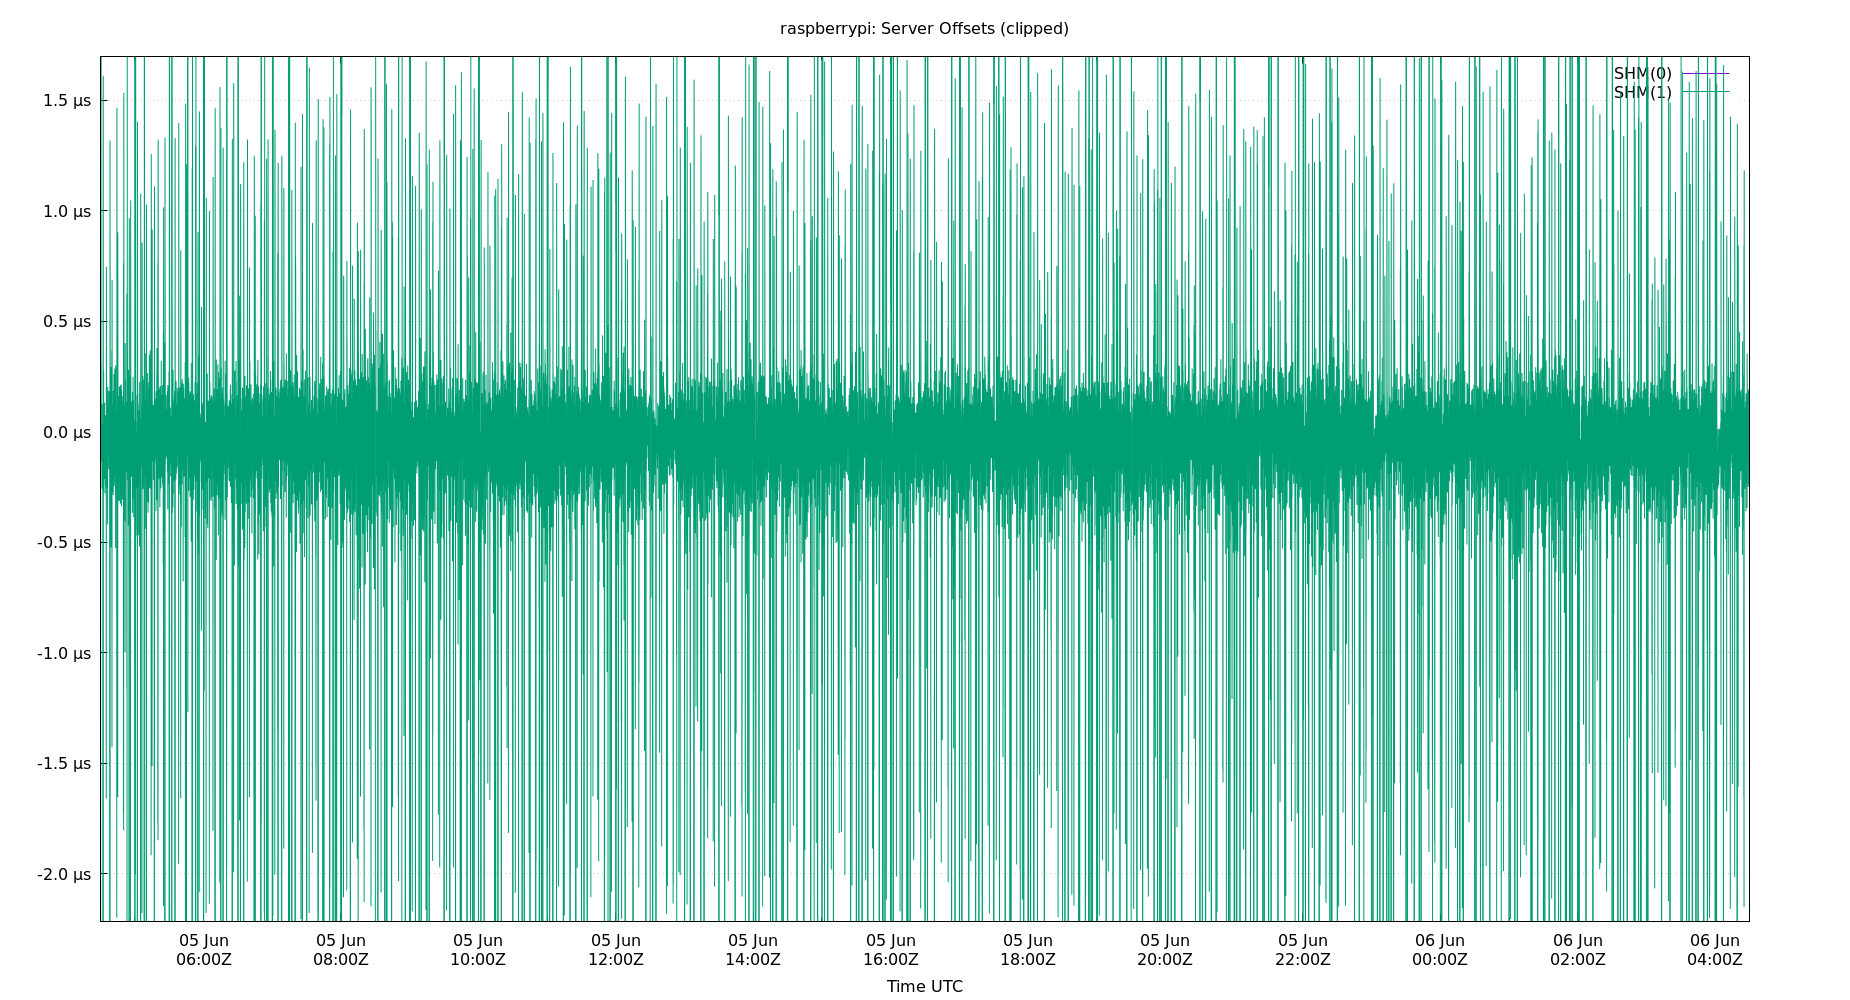 raspberrypi: Server Offsets (clipped)
SHM(0)
SHM(1)
1.5 µs
1.0 µs
0.5 µs
0.0 µs
-0.5 µs
-1.0 µs
-1.5 µs
-2.0 µs
05 Jun 05 Jun 05 Jun 05 Jun 05 Jun 05 Jun 05 Jun 05 Jun 05 Jun 06 Jun 06 Jun 06 Jun
06:00Z 08:00Z 10:00Z 12:00Z 14:00Z 16:00Z 18:00Z 20:00Z 22:00Z 00:00Z 02:00Z 04:00Z
Time UTC